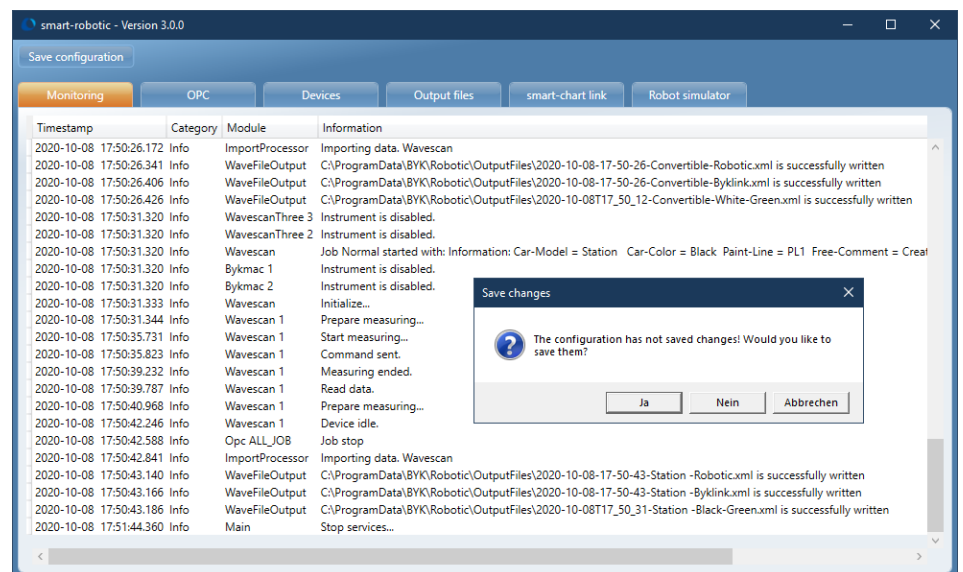 smart-robotic - Version 3.0.0
Save configuration
Monitoring OPC Devices Output files smart-chart link Robot simulator
Timestamp Category Module Information
2020-10-08 17:50:26.172 Info ImportProcessor Importing data. Wavescan
2020-10-08 17:50:26.341 Info WaveFileOutput C:\ProgramData\BYK\Robotic\OutputFiles\2020-10-08-17-50-26-Convertible-Robotic.xml is successfully written
2020-10-08 17:50:26.406 Info WaveFileOutput C:\ProgramData\BYK\Robotic\OutputFiles\2020-10-08-17-50-26-Convertible-Byklink.xml is successfully written
2020-10-08 17:50:26.426 Info WaveFileOutput C:\ProgramData\BYK\Robotic\OutputFiles\2020-10-08T17_50_12-Convertible-White-Green.xml is successfully written
2020-10-08 17:50:31.320 Info WavescanThree 3 Instrument is disabled.
2020-10-08 17:50:31.320 Info WavescanThree 2 Instrument is disabled.
2020-10-08 17:50:31.320 Info Wavescan Job Normal started with: Information: Car-Model = Station Car-Color = Black Paint-Line = PL1 Free-Comment = Creat
2020-10-08 17:50:31.320 Info Bykmac 1 Instrument is disabled.
2020-10-08 17:50:31.320 Info Bykmac 2 Instrument is disabled.
2020-10-08 17:50:31.333 Info Wavescan Initialize...
2020-10-08 17:50:31.344 Info Wavescan 1 Prepare measuring...
2020-10-08 17:50:35.731 Info Wavescan 1 Start measuring...
2020-10-08 17:50:35.823 Info Wavescan 1 Command sent.
2020-10-08 17:50:39.232 Info Wavescan 1 Measuring ended.
2020-10-08 17:50:39.787 Info Wavescan 1 Read data.
2020-10-08 17:50:40.968 Info Wavescan 1 Prepare measuring...
2020-10-08 17:50:42.246 Info Wavescan 1 Device idle.
2020-10-08 17:50:42.588 Info Opc ALL_JOB Job stop
2020-10-08 17:50:42.841 Info ImportProcessor Importing data. Wavescan
2020-10-08 17:50:43.140 Info WaveFileOutput C:\ProgramData\BYK\Robotic\OutputFiles\2020-10-08-17-50-43-Station -Robotic.xml is successfully written
2020-10-08 17:50:43.166 Info WaveFileOutput C:\ProgramData\BYK\Robotic\OutputFiles\2020-10-08-17-50-43-Station -Byklink.xml is successfully written
2020-10-08 17:50:43.186 Info WaveFileOutput C:\ProgramData\BYK\Robotic\OutputFiles\2020-10-08T17_50_31-Station -Black-Green.xml is successfully written
2020-10-08 17:51:44.360 Info Main Stop services...
Save changes
The configuration has not saved changes! Would you like to
save them?
Ja Nein Abbrechen